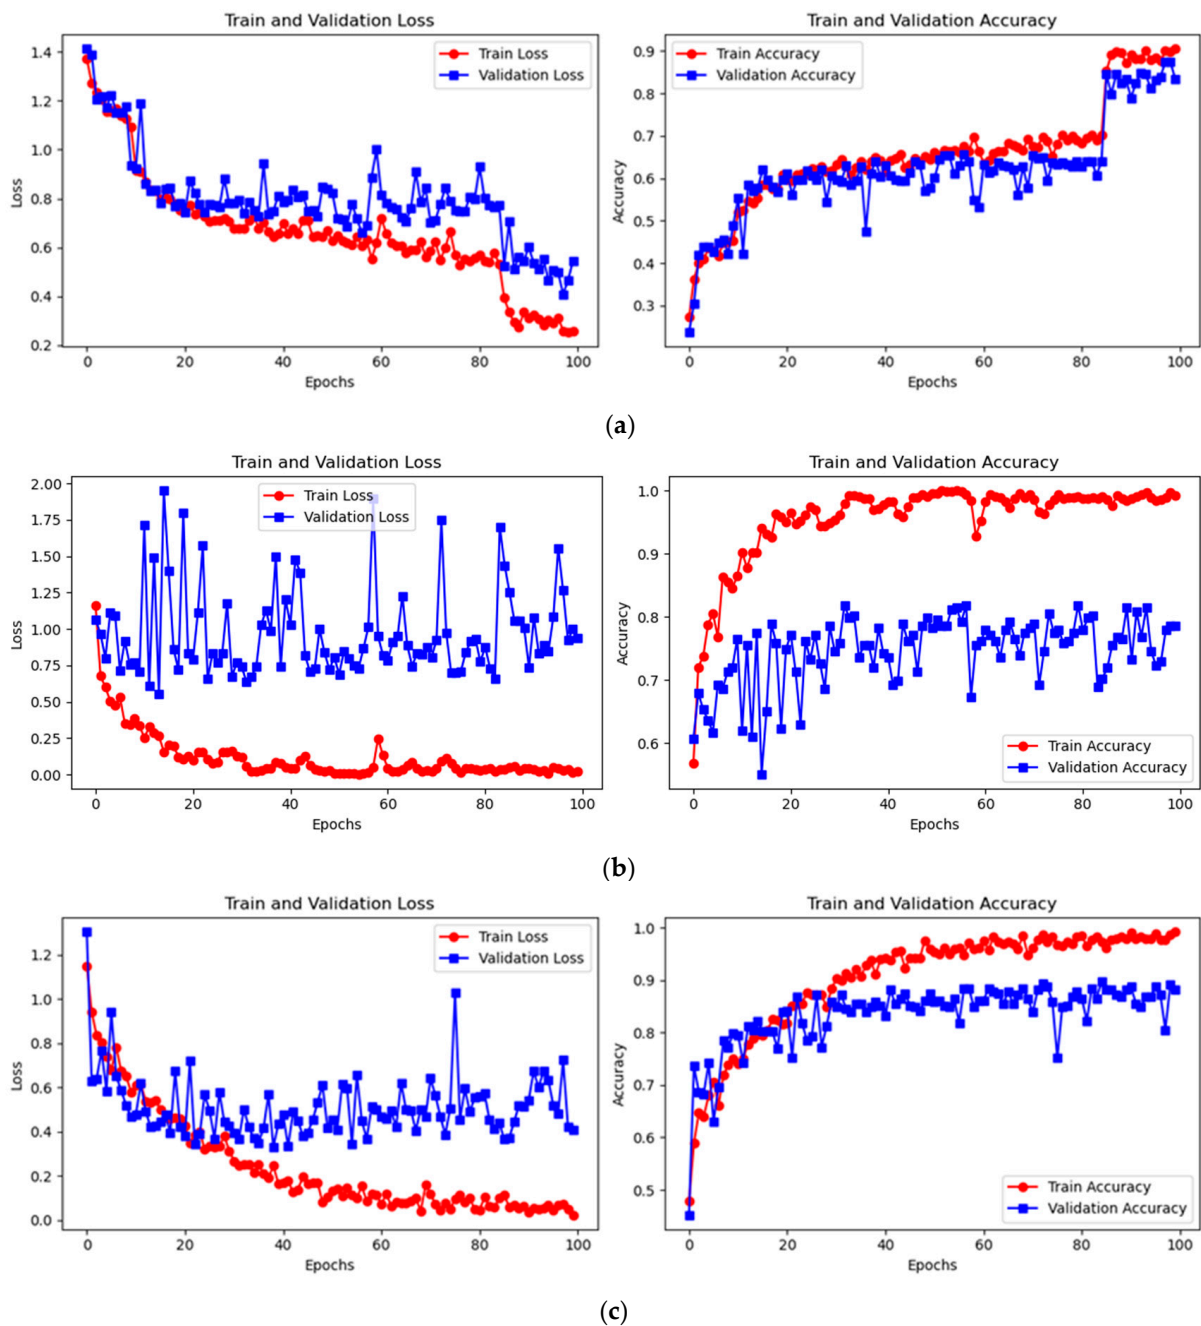 Train and Validation Loss
Train and Validation Accuracy
Train Loss
Validation Loss
Train Accuracy
Validation Accuracy
Loss
1.4
1.2
1.0
0.8
0.6
0.4
0.2
0 20 40 60 80 100
Epochs
Accuracy
0.9
0.8
0.7
0.6
0.5
0.4
0.3
0 20 40 60 80 100
Epochs
(a)
Train and Validation Loss
Train and Validation Accuracy
Train Loss
Validation Loss
Loss
2.00
1.75
1.50
1.25
1.00
0.75
0.50
0.25
0.00
0 20 40 60 80 100
Epochs
Accuracy
1.0
0.9
0.8
0.7
0.6
Train Accuracy
Validation Accuracy
0 20 40 60 80 100
Epochs
(b)
Train and Validation Loss
Train and Validation Accuracy
Train Loss
Validation Loss
Loss
1.2
1.0
0.8
0.6
0.4
0.2
0.0
0 20 40 60 80 100
Epochs
Accuracy
1.0
0.9
0.8
0.7
0.6
0.5
Train Accuracy
Validation Accuracy
0 20 40 60 80 100
Epochs
(c)